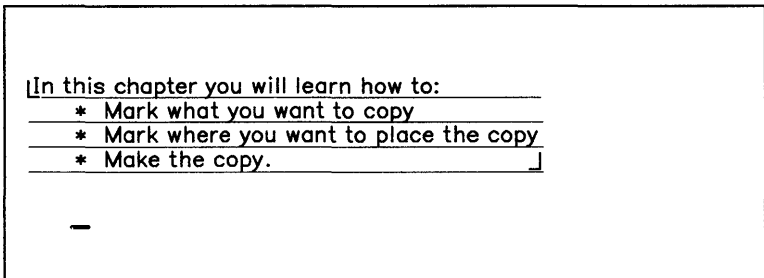 In this chapter you will learn how to:
* Mark what you want to copy
* Mark where you want to place the copy
* Make the copy.